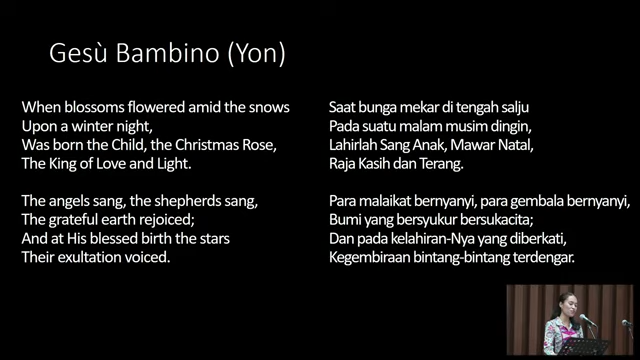 Gesù Bambino (Yon)
When blossoms flowered amid the snows
Upon a winter night,
Was born the Child, the Christmas Rose,
The King of Love and Light.
The angels sang, the shepherds sang,
The grateful earth rejoiced;
And at His blessed birth the stars
Their exultation voiced.
Saat bunga mekar di tengah salju
Pada suatu malam musim dingin,
Lahirlah Sang Anak, Mawar Natal,
Raja Kasih dan Terang.
Para malaikat bernyanyi, para gembala bernyanyi,
Bumi yang bersyukur bersukacita;
Dan pada kelahiran-Nya yang diberkati,
Kegembiraan bintang-bintang terdengar.